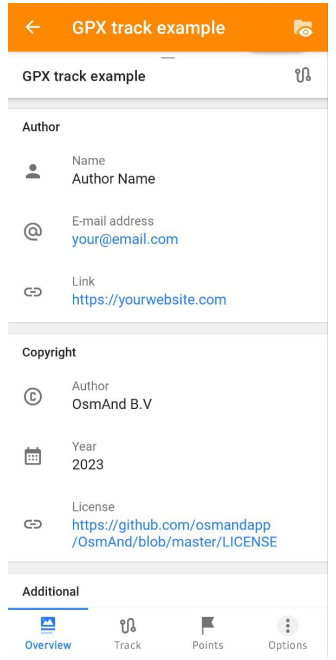 GPX track example
GPX track example
Author
Name
Author Name
E-mail address
your@email.com
Link
https://yourwebsite.com
Copyright
Author
OsmAnd B.V
Year
2023
License
https://github.com/osmandapp
/OsmAnd/blob/master/LICENSE
Additional
Overview
Track
Points
Options